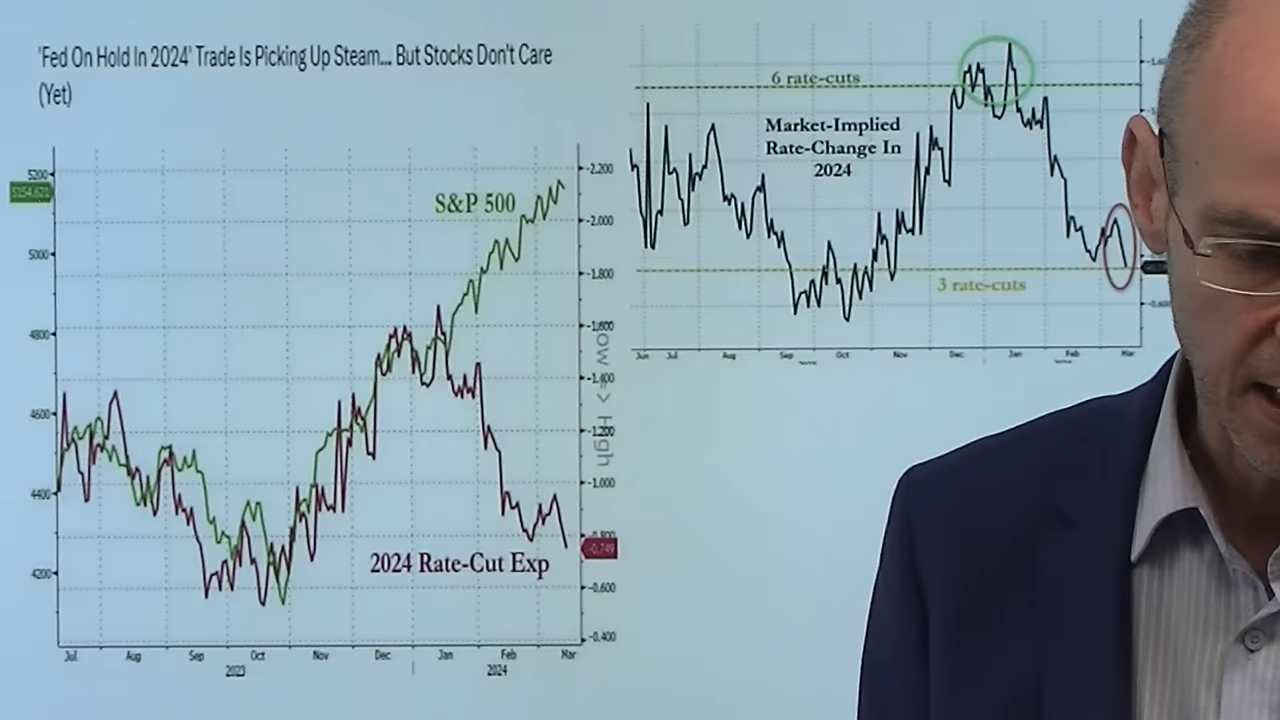 'Fed On Hold In 2024' Trade Is Picking Up Steam... But Stocks Don't Care
(Yet)
5200
5154.621
5000
4800
4600
4400
4200
S&P 500
2024 Rate-Cut Exp
-2.200
-2.000
-1.800
-1.600
-1.400
-1.200
-1.000
-0.800
-0.749
-0.600
-0.400
High
Jul
Aug
Sep
Oct
Nov
Dec
Jan
Feb
Mar
2023
2024
6 rate-cuts
Market-Implied
Rate-Change In
2024
3 rate-cuts
Jun
Jul
Aug
Sep
Oct
Nov
Dec
Jan
Feb
Mar